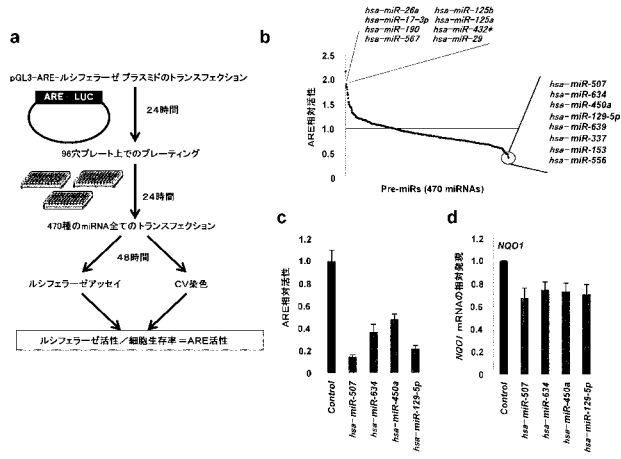 a
pGL3-ARE-ルシフェラーゼ プラスミドのトランスフェクション
ARE- LUC
24時間
96穴プレート上でのプレーティング
24時間
470種のmiRNA全てのトランスフェクション
48時間
ルシフェラーゼアッセイ
CV染色
ルシフェラーゼ活性/細胞生存率=ARE活性
b
hsa-miR-26a hsa-miR-125b
hsa-miR-17-3p hsa-miR-125a
hsa-miR-190 hsa-miR-432*
hsa-miR-567 hsa-miR-29
ARE相対活性
2.5
2.0
1.5
1.0
0.5
0.0
Pre-miRs (470 miRNAs)
hsa-miR-507
hsa-miR-634
hsa-miR-450a
hsa-miR-129-5p
hsa-miR-639
hsa-miR-337
hsa-miR-153
hsa-miR-556
c
ARE相対活性
1.2
1.0
0.8
0.6
0.4
0.2
0
Control
hsa-miR-507
hsa-miR-634
hsa-miR-450a
hsa-miR-129-5p
d
NQO1
NQO1 mRNAの相対発現
1.2
1.0
0.8
0.6
0.4
0.2
0.0
Control
hsa-miR-507
hsa-miR-634
hsa-miR-450a
hsa-miR-129-5p